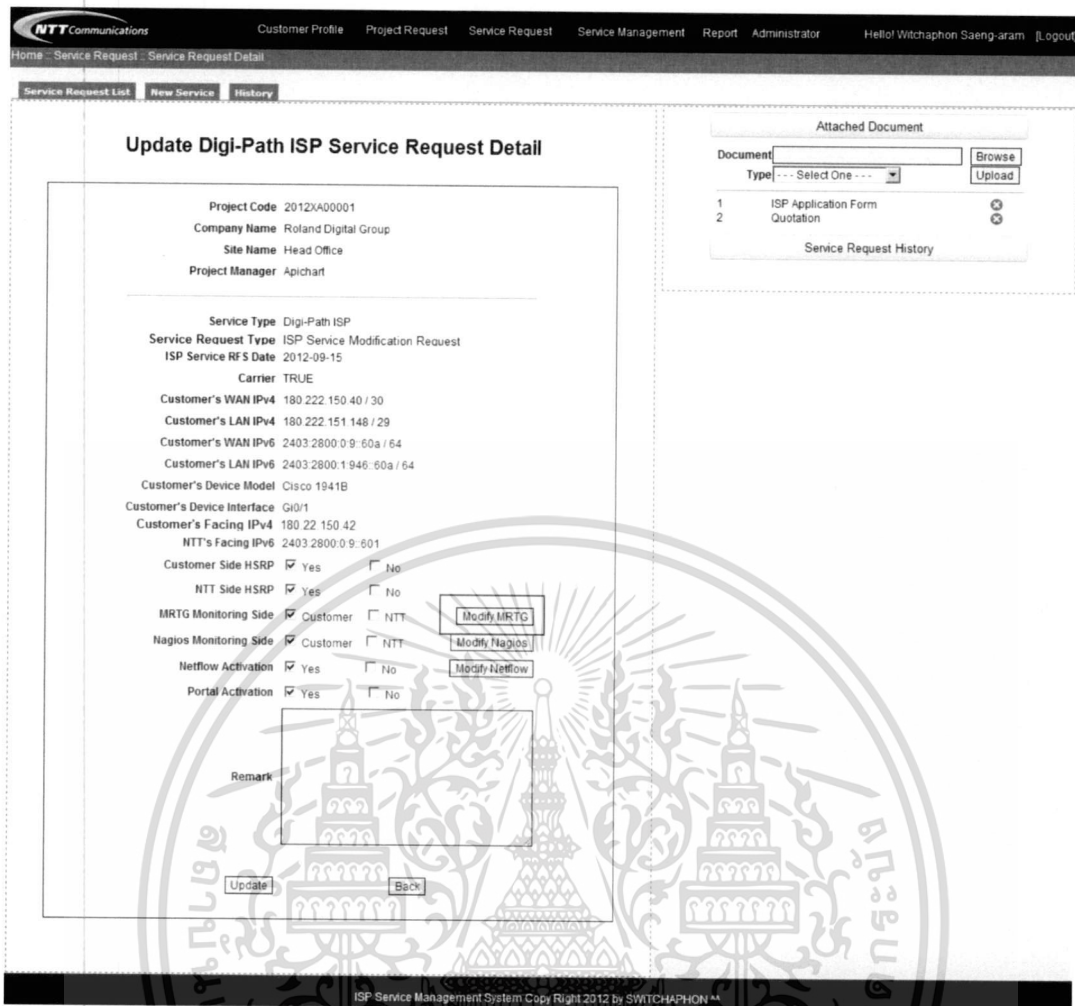 NTT Communications
Customer Profile Project Request Service Request Service Management Report Administrator Hello! Witchaphon Saeng-aram [Logout]
Home :: Service Request :: Service Request Detail
Service Request List New Service History
Update Digi-Path ISP Service Request Detail
Project Code 2012XA00001
Company Name Roland Digital Group
Site Name Head Office
Project Manager Apichart
Service Type Digi-Path ISP
Service Request Type ISP Service Modification Request
ISP Service RFS Date 2012-09-15
Carrier TRUE
Customer's WAN IPv4 180.222.150.40 / 30
Customer's LAN IPv4 180.222.151.148 / 29
Customer's WAN IPv6 2403:2800:0:9::60a / 64
Customer's LAN IPv6 2403:2800:1:946::60a / 64
Customer's Device Model Cisco 1941B
Customer's Device Interface Gi0/1
Customer's Facing IPv4 180.22.150.42
NTT's Facing IPv6 2403:2800:0:9::601
Customer Side HSRP Yes No
NTT Side HSRP Yes No
MRTG Monitoring Side Customer NTT Modify MRTG
Nagios Monitoring Side Customer NTT Modify Nagios
Netflow Activation Yes No Modify Netflow
Portal Activation Yes No
Remark
Update Back
Attached Document
Document Browse
Type - - - Select One - - - Upload
1 ISP Application Form
2 Quotation
Service Request History
ISP Service Management System Copy Right 2012 by SWITCHAPHON ^^